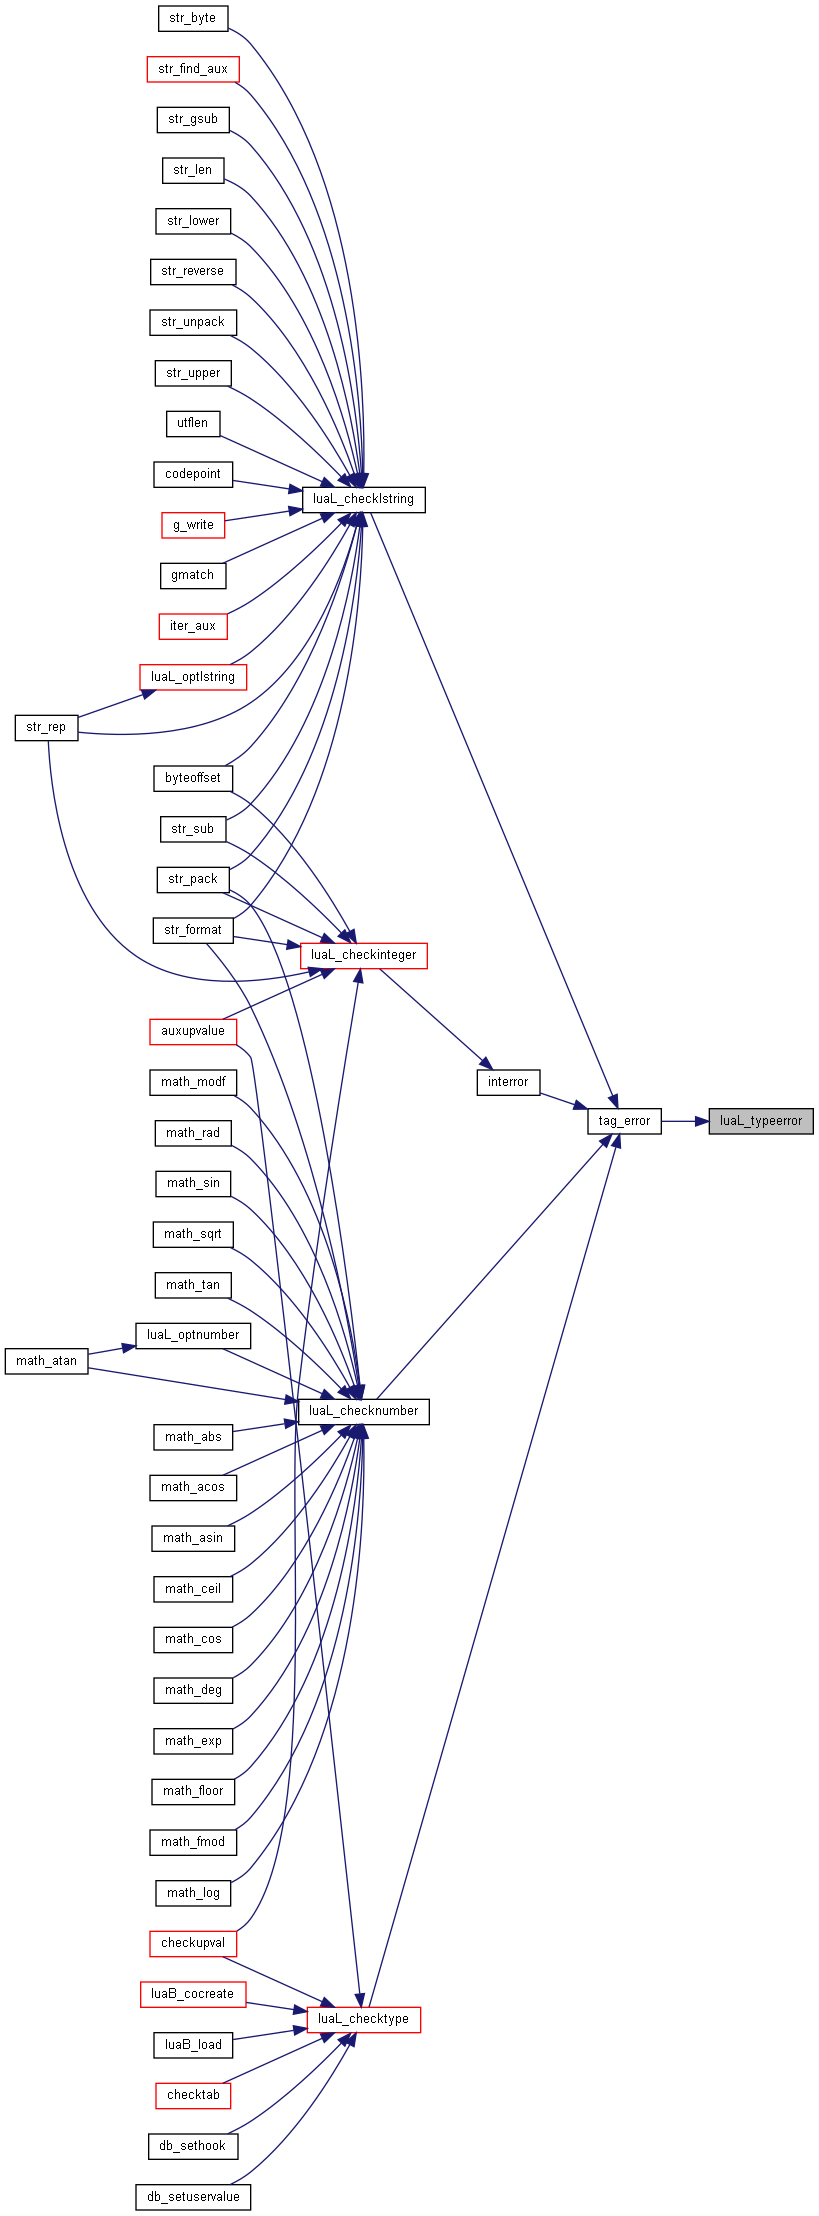 str_byte
str_find_aux
str_gsub
str_len
str_lower
str_reverse
str_unpack
str_upper
utflen
codepoint
luaL_checklstring
g_write
gmatch
iter_aux
luaL_optlstring
str_rep
byteoffset
str_sub
str_pack
str_format
luaL_checkinteger
auxupvalue
math_modf
interror
tag_error
luaL_typeerror
math_rad
math_sin
math_sqrt
math_tan
luaL_optnumber
math_atan
luaL_checknumber
math_abs
math_acos
math_asin
math_ceil
math_cos
math_deg
math_exp
math_floor
math_fmod
math_log
checkupval
luaB_cocreate
luaL_checktype
luaB_load
checktab
db_sethook
db_setuservalue